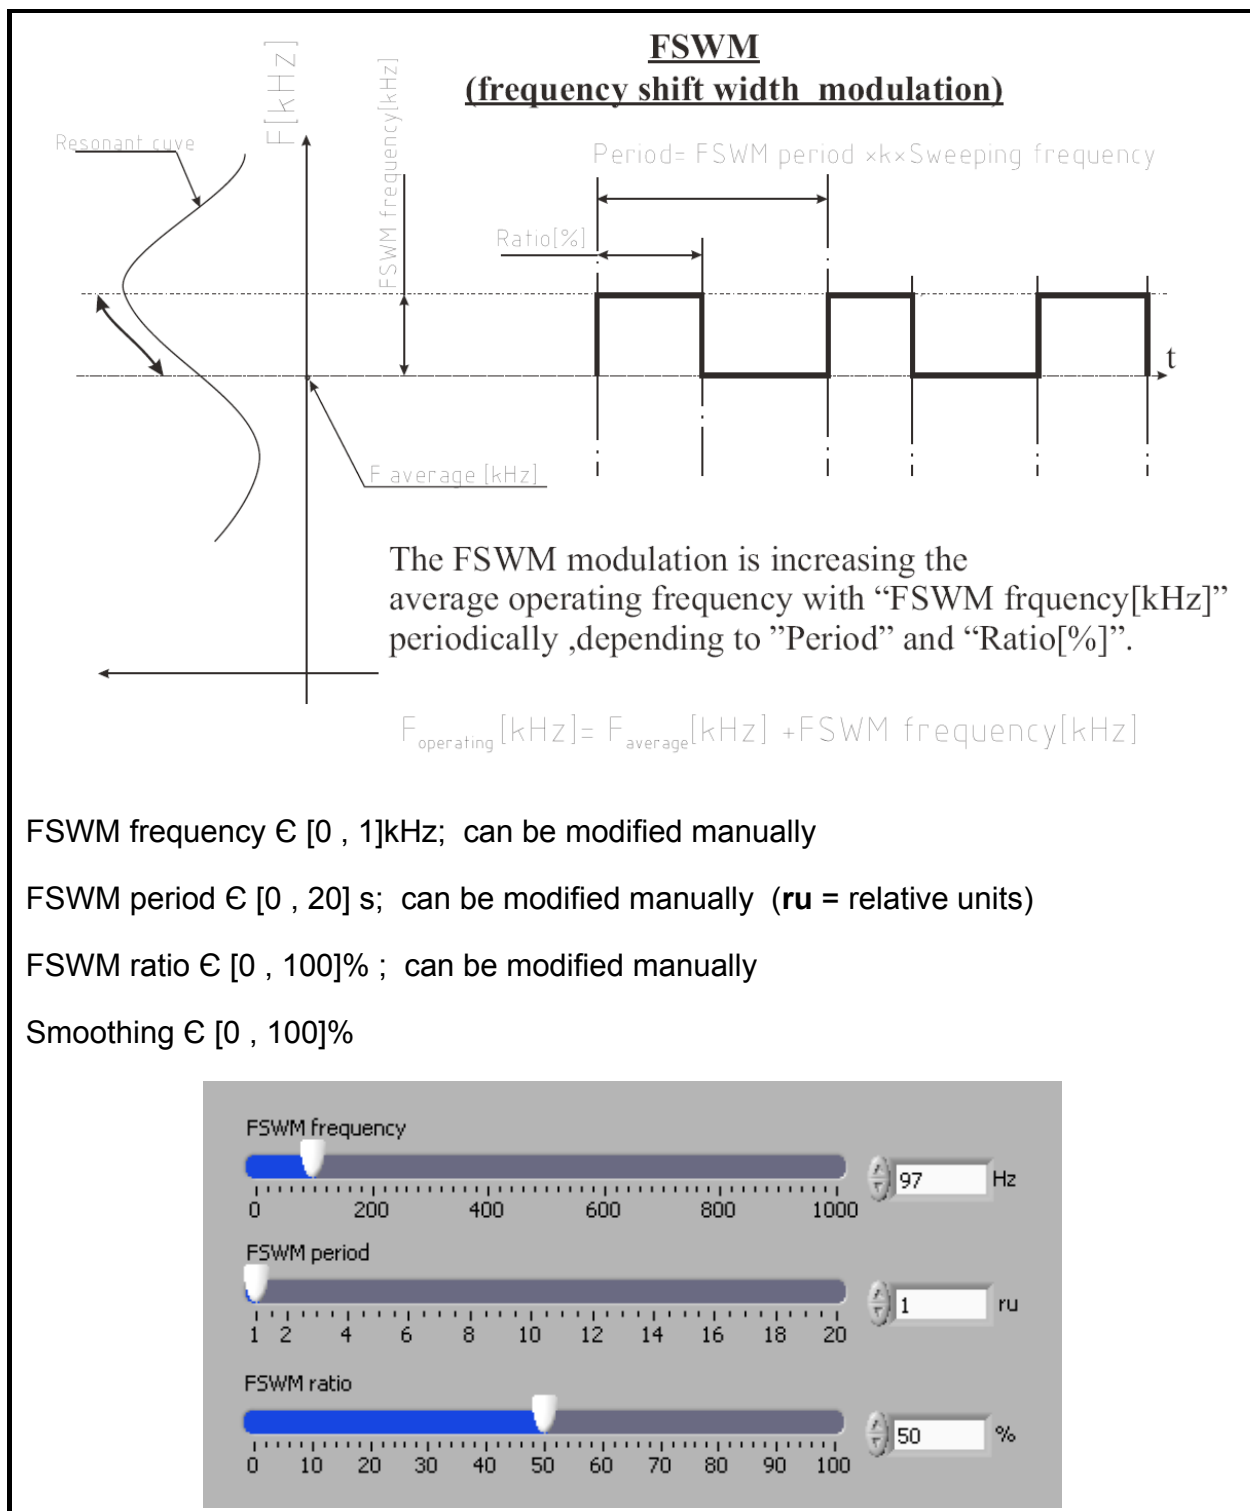 FSWM
(frequency shift width modulation)
F[kHz]
FSWM frequency[kHz]
Resonant cuve
Period= FSWM period ×k×Sweeping frequency
Ratio[%]
t
F average [kHz]
The FSWM modulation is increasing the
average operating frequency with “FSWM frquency[kHz]”
periodically ,depending to ”Period” and “Ratio[%]”.
Foperating[kHz]= Faverage[kHz] +FSWM frequency[kHz]
FSWM frequency Є [0 , 1]kHz; can be modified manually
FSWM period Є [0 , 20] s; can be modified manually (ru = relative units)
FSWM ratio Є [0 , 100]% ; can be modified manually
Smoothing Є [0 , 100]%
FSWM frequency
97 Hz
0 200 400 600 800 1000
FSWM period
1 ru
1 2 4 6 8 10 12 14 16 18 20
FSWM ratio
50 %
0 10 20 30 40 50 60 70 80 90 100